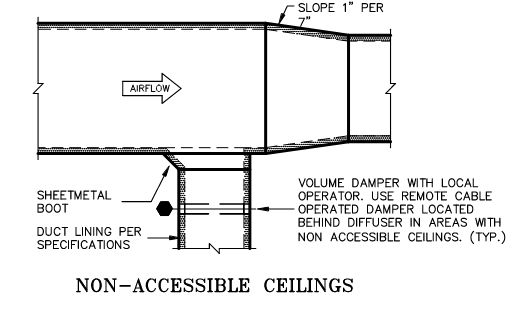 SLOPE 1" PER
7"
AIRFLOW
SHEETMETAL
BOOT
VOLUME DAMPER WITH LOCAL
OPERATOR. USE REMOTE CABLE
OPERATED DAMPER LOCATED
BEHIND DIFFUSER IN AREAS WITH
NON ACCESSIBLE CEILINGS. (TYP.)
DUCT LINING PER
SPECIFICATIONS
NON-ACCESSIBLE CEILINGS